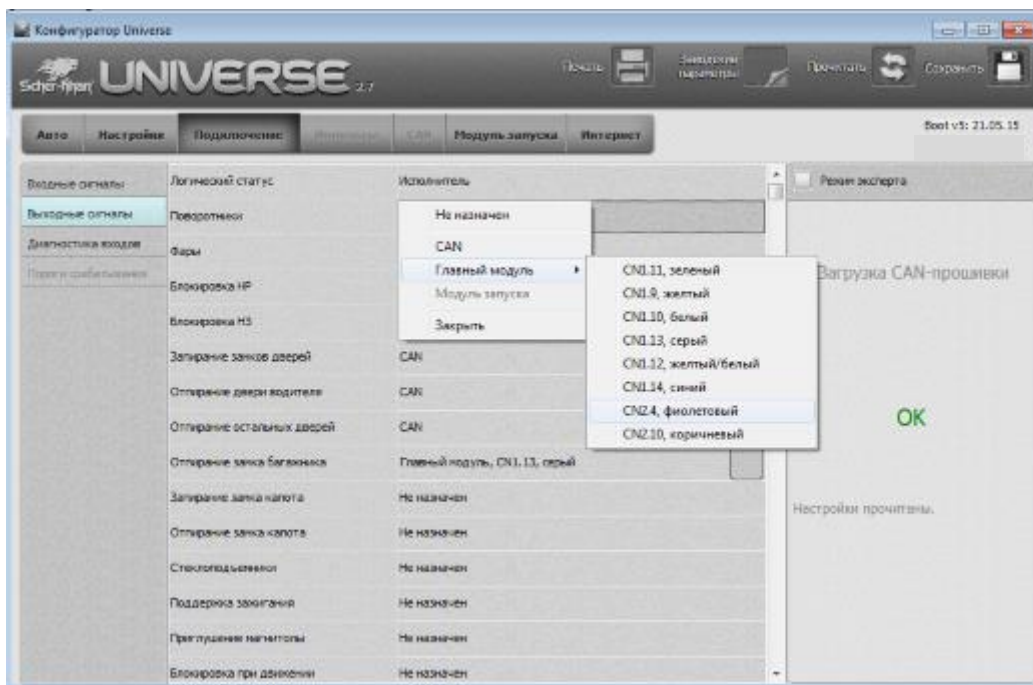 Конфигуратор Universe
Scher-Khan UNIVERSE 2.7
Печать
Заводские параметры
Прочитать
Сохранить
Авто
Настройки
Подключение
CAN
Модуль запуска
Интернет
Boot v5: 21.05.15
Входные сигналы
Выходные сигналы
Диагностика входов
Пороги срабатывания
Логический статус
Исполнитель
Поворотники
Фары
Блокировка НР
Блокировка НЗ
Запирание замков дверей
CAN
Отпирание двери водителя
CAN
Отпирание остальных дверей
CAN
Отпирание замка багажника
Главный модуль, CN1.13, серый
Запирание замка капота
Не назначен
Отпирание замка капота
Не назначен
Стеклоподъемники
Не назначен
Поддержка зажигания
Не назначен
Приглушение магнитолы
Не назначен
Блокировка при движении
Не назначен
Не назначен
CAN
Главный модуль
Модуль запуска
Закрыть
CN1.11, зеленый
CN1.9, желтый
CN1.10, белый
CN1.13, серый
CN1.12, желтый/белый
CN1.14, синий
CN2.4, фиолетовый
CN2.10, коричневый
Режим эксперта
Загрузка CAN-прошивки
OK
Настройки прочитаны.